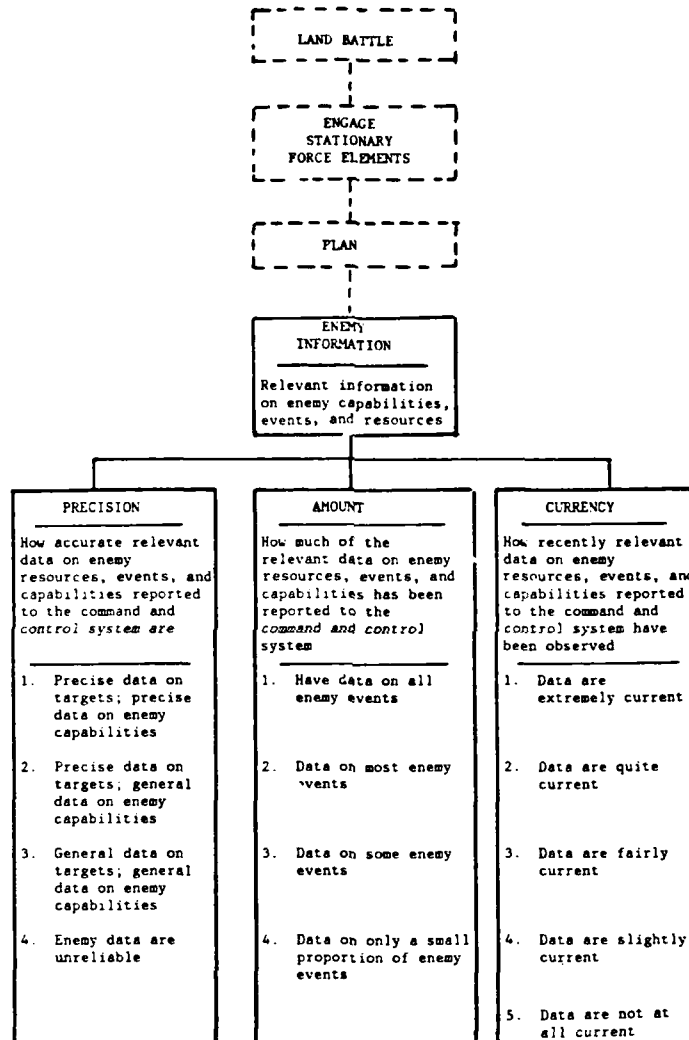 LAND BATTLE
ENGAGE
STATIONARY
FORCE ELEMENTS
PLAN
ENEMY
INFORMATION
Relevant information
on enemy capabilities,
events, and resources
PRECISION
How accurate relevant
data on enemy
resources, events, and
capabilities reported
to the command and
control system are
1. Precise data on
targets; precise
data on enemy
capabilities
2. Precise data on
targets; general
data on enemy
capabilities
3. General data on
targets; general
data on enemy
capabilities
4. Enemy data are
unreliable
AMOUNT
How much of the
relevant data on enemy
resources, events, and
capabilities has been
reported to the
command and control
system
1. Have data on all
enemy events
2. Data on most enemy
events
3. Data on some enemy
events
4. Data on only a small
proportion of enemy
events
CURRENCY
How recently relevant
data on enemy
resources, events, and
capabilities reported
to the command and
control system have
been observed
1. Data are
extremely current
2. Data are quite
current
3. Data are fairly
current
4. Data are slightly
current
5. Data are not at
all current